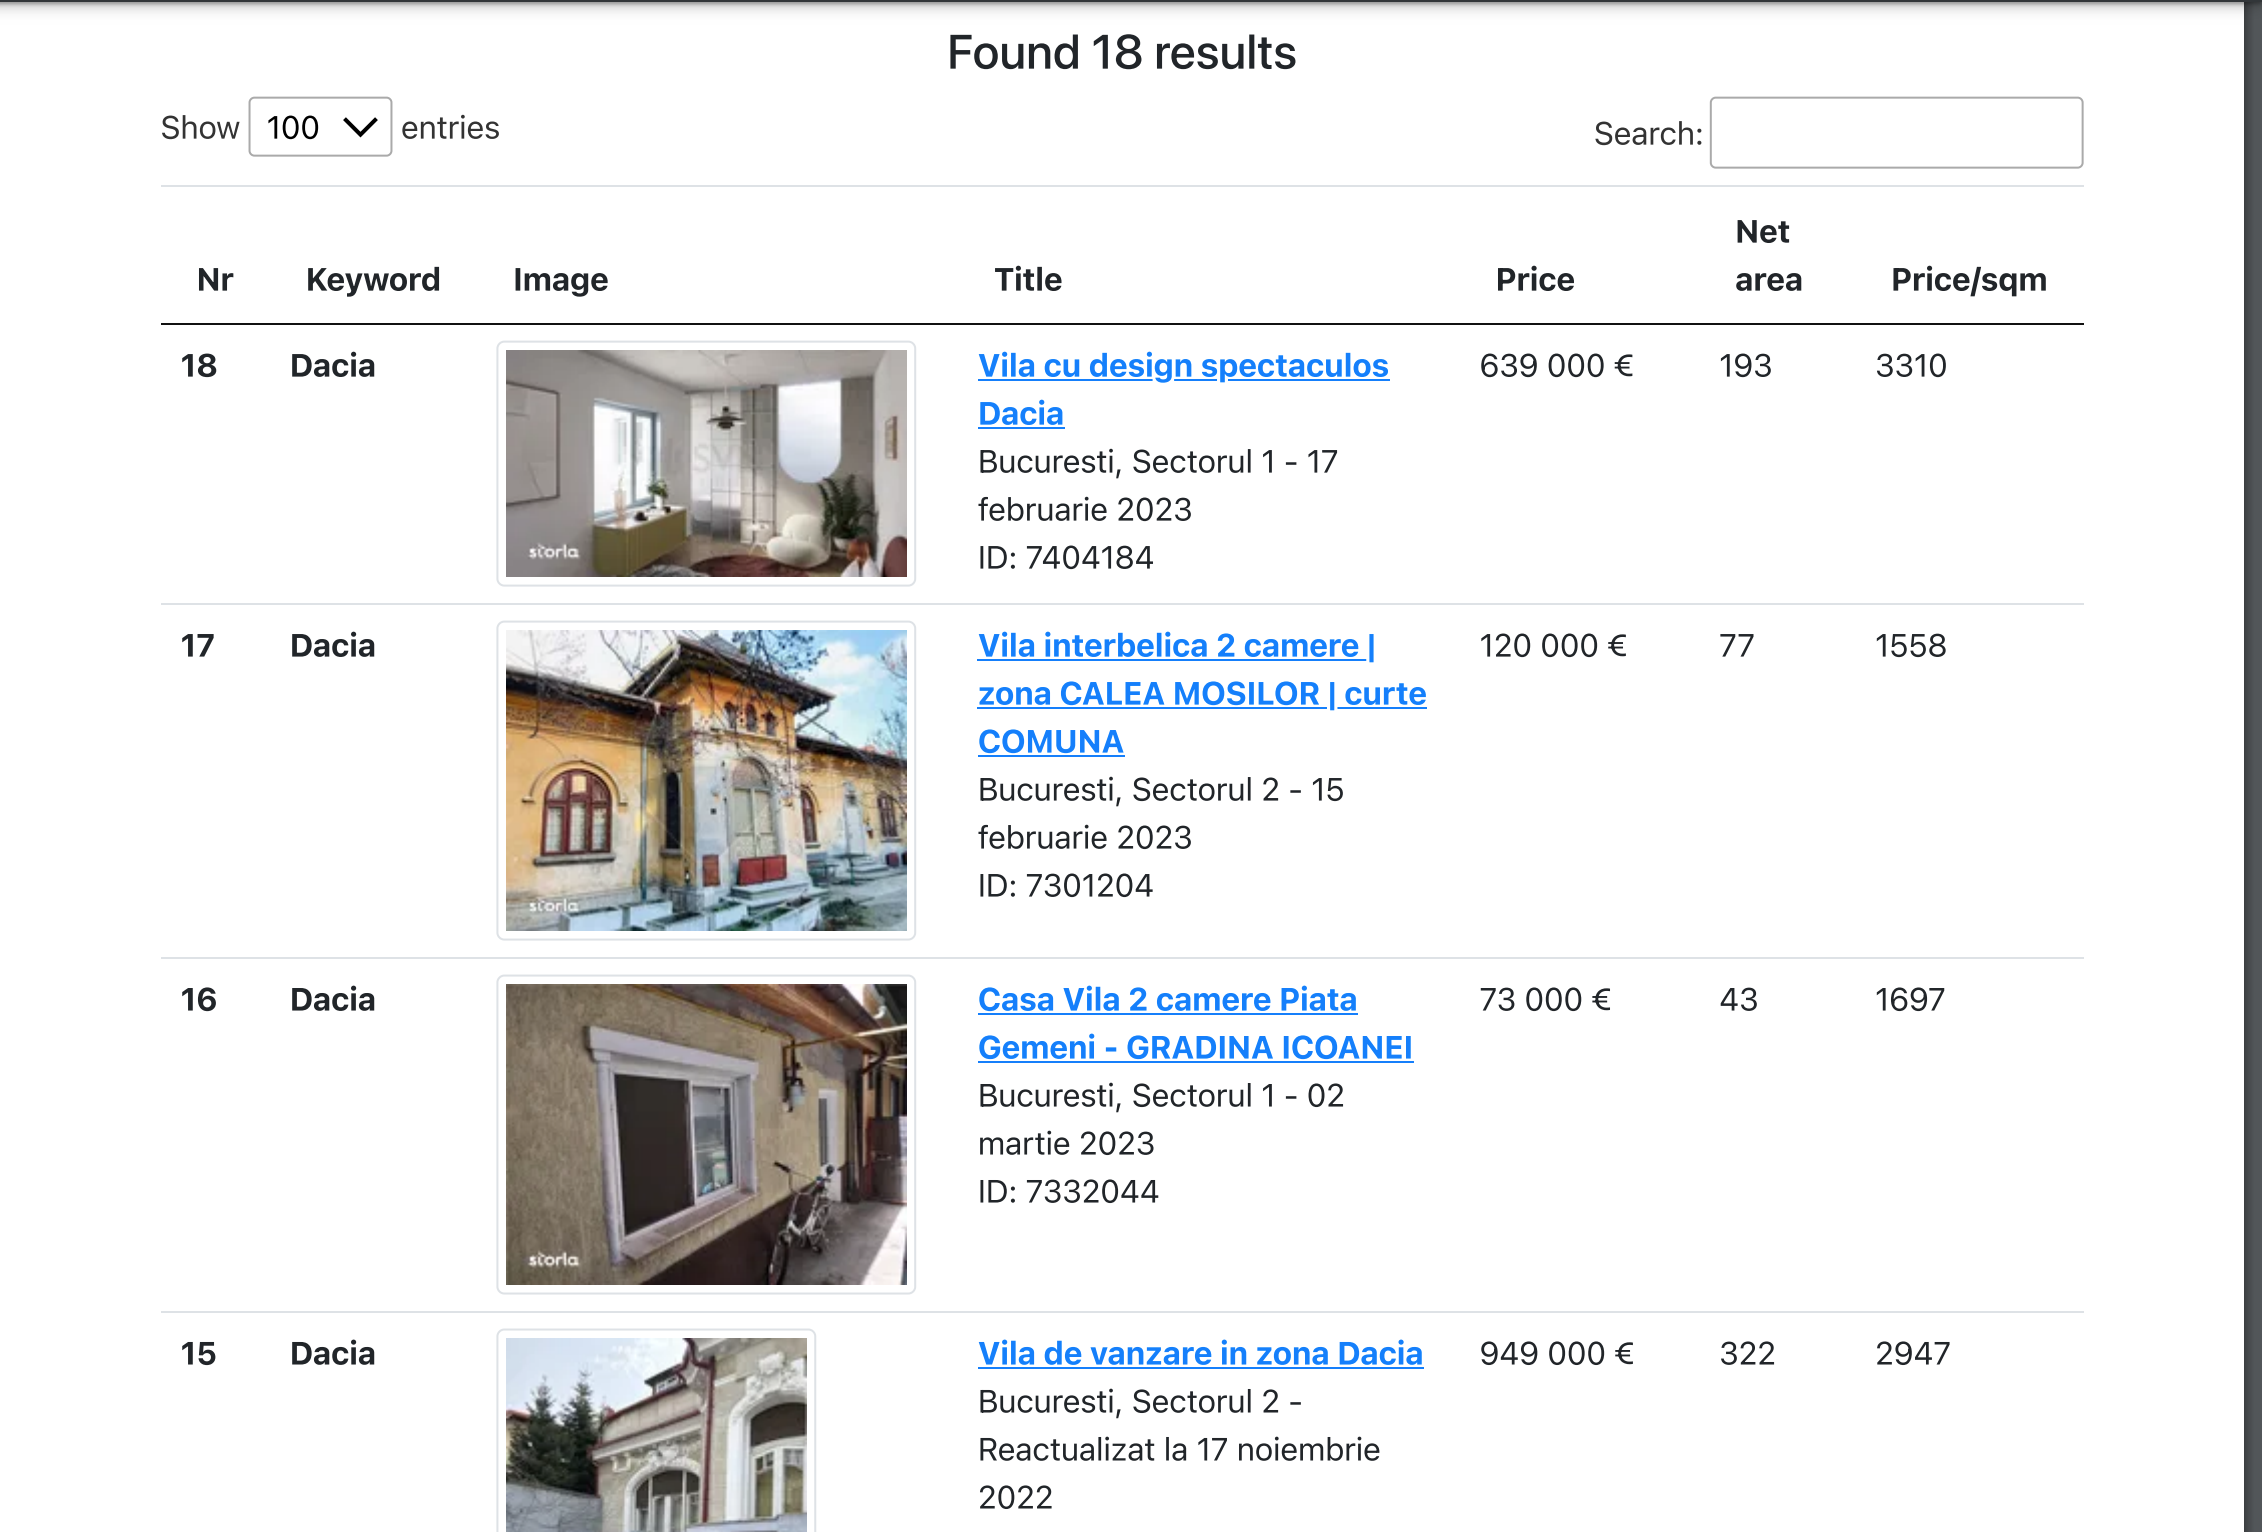 Found 18 results
Show 100 entries
Search:
Nr Keyword Image Title Price Net area Price/sqm
18 Dacia
storia
Vila cu design spectaculos
Dacia
Bucuresti, Sectorul 1 - 17
februarie 2023
ID: 7404184
639 000 € 193 3310
17 Dacia
storia
Vila interbelica 2 camere |
zona CALEA MOSILOR | curte
COMUNA
Bucuresti, Sectorul 2 - 15
februarie 2023
ID: 7301204
120 000 € 77 1558
16 Dacia
storia
Casa Vila 2 camere Piata
Gemeni - GRADINA ICOANEI
Bucuresti, Sectorul 1 - 02
martie 2023
ID: 7332044
73 000 € 43 1697
15 Dacia
Vila de vanzare in zona Dacia
Bucuresti, Sectorul 2 -
Reactualizat la 17 noiembrie
2022
949 000 € 322 2947